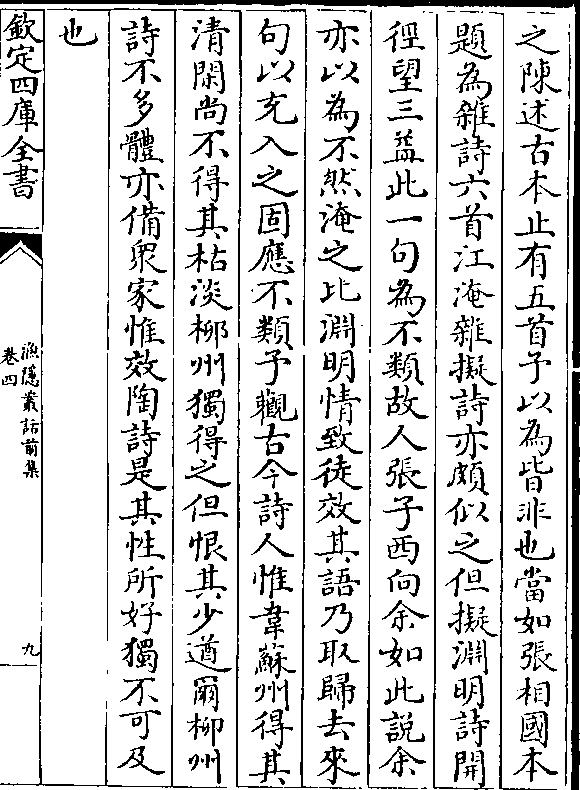 之陳述古本止有五首予以為皆非也當如張相國本
題為雜詩六首江淹雜擬詩亦頗似之但擬淵明詩開
徑望三益此一句為不類故人張子西向余如此說余
亦以為不然淹之比淵明情致徒效其語乃取歸去來
句以充入之固應不類予觀古今詩人惟韋蘇州得其
清閑尚不得其枯淡柳州獨得之但恨其少遒爾柳州
詩不多體亦備衆家惟效陶詩是其性所好獨不可及
也
欽定四庫全書
漁隱叢話前集
卷四
九